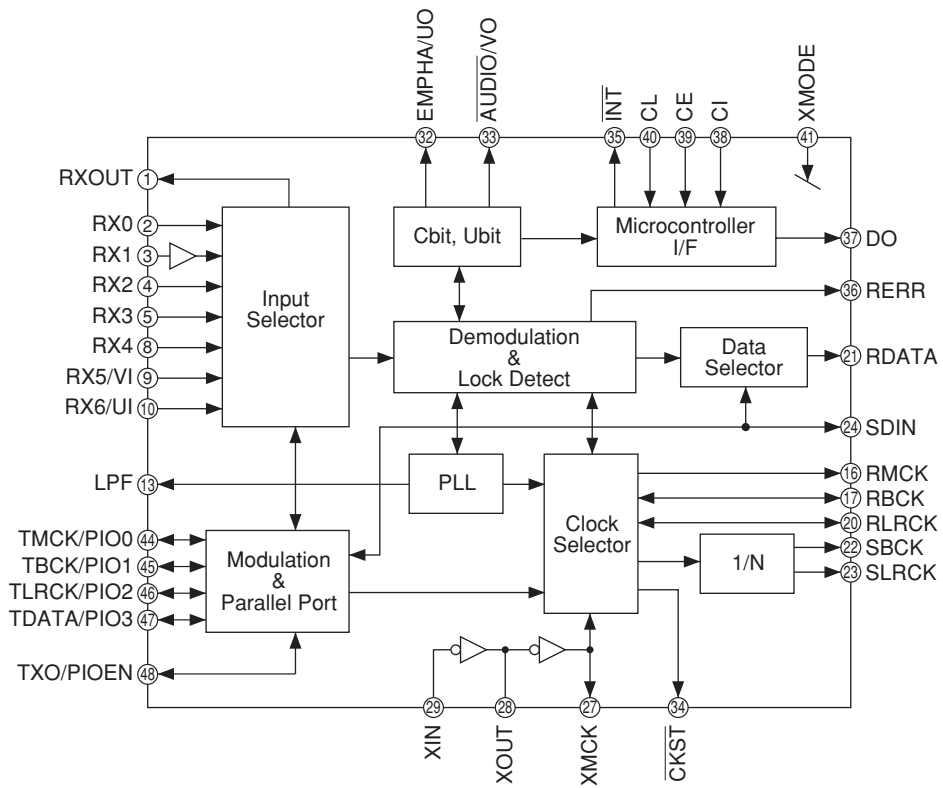 EMPHA/UO
AUDIO/VO
INT
CL
CE
CI
XMODE
32
33
35
40
39
38
41
RXOUT 1
RX0 2
RX1 3
RX2 4
RX3 5
RX4 8
RX5/VI 9
RX6/UI 10
LPF 13
TMCK/PIO0 44
TBCK/PIO1 45
TLRCK/PIO2 46
TDATA/PIO3 47
TXO/PIOEN 48
Input
Selector
Cbit, Ubit
Microcontroller
I/F
Demodulation
&
Lock Detect
Data
Selector
PLL
Clock
Selector
Modulation
&
Parallel Port
1/N
37 DO
36 RERR
21 RDATA
24 SDIN
16 RMCK
17 RBCK
20 RLRCK
22 SBCK
23 SLRCK
29
28
27
34
XIN
XOUT
XMCK
CKST